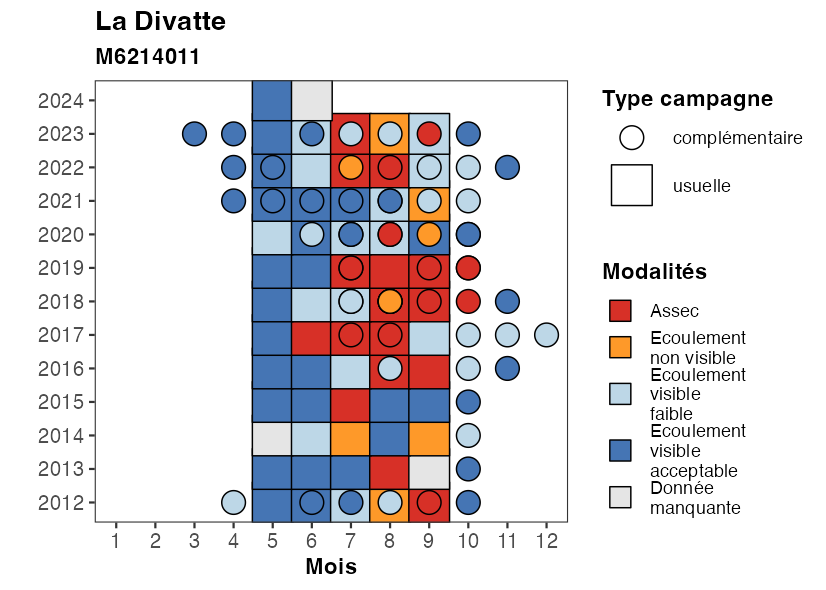 La Divatte
M6214011
2024
2023
2022
2021
2020
2019
2018
2017
2016
2015
2014
2013
2012
1 2 3 4 5 6 7 8 9 10 11 12
Mois
Type campagne
complémentaire
usuelle
Modalités
Assec
Ecoulement
non visible
Ecoulement
visible
faible
Ecoulement
visible
acceptable
Donnée
manquante